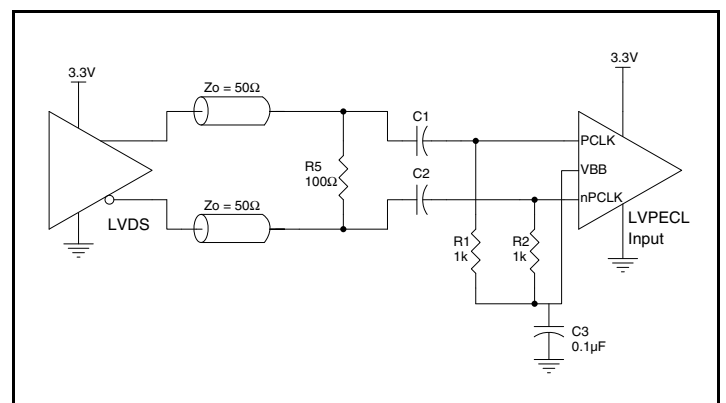 3.3V
3.3V
Zo = 50Ω
C1
PCLK
R5
100Ω
VBB
C2
nPCLK
LVDS
Zo = 50Ω
R1
1k
R2
1k
LVPECL
Input
C3
0.1µF